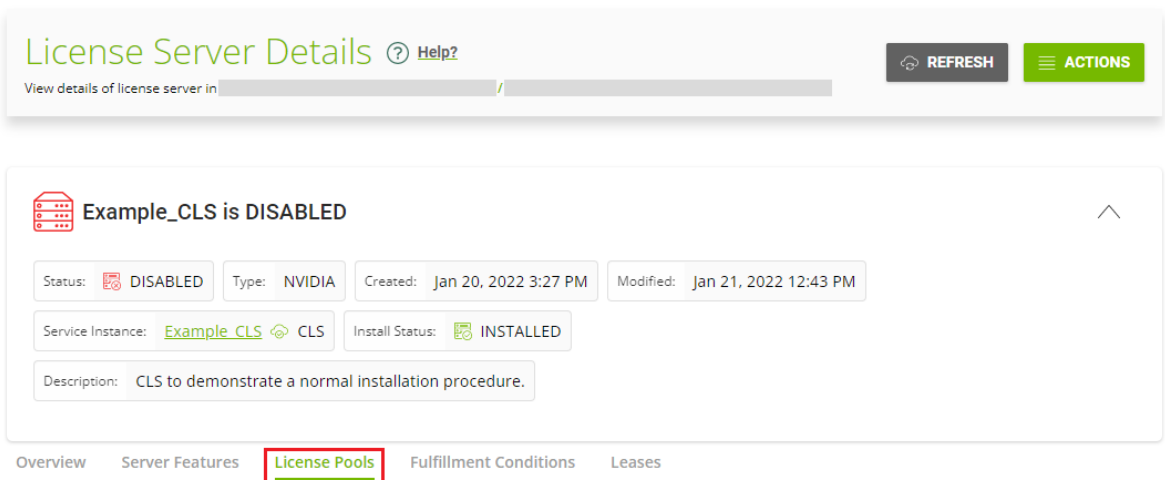 License Server Details ? Help?
REFRESH
ACTIONS
View details of license server in /
Example_CLS is DISABLED
Status: DISABLED Type: NVIDIA Created: Jan 20, 2022 3:27 PM Modified: Jan 21, 2022 12:43 PM
Service Instance: Example_CLS CLS Install Status: INSTALLED
Description: CLS to demonstrate a normal installation procedure.
Overview Server Features License Pools Fulfillment Conditions Leases